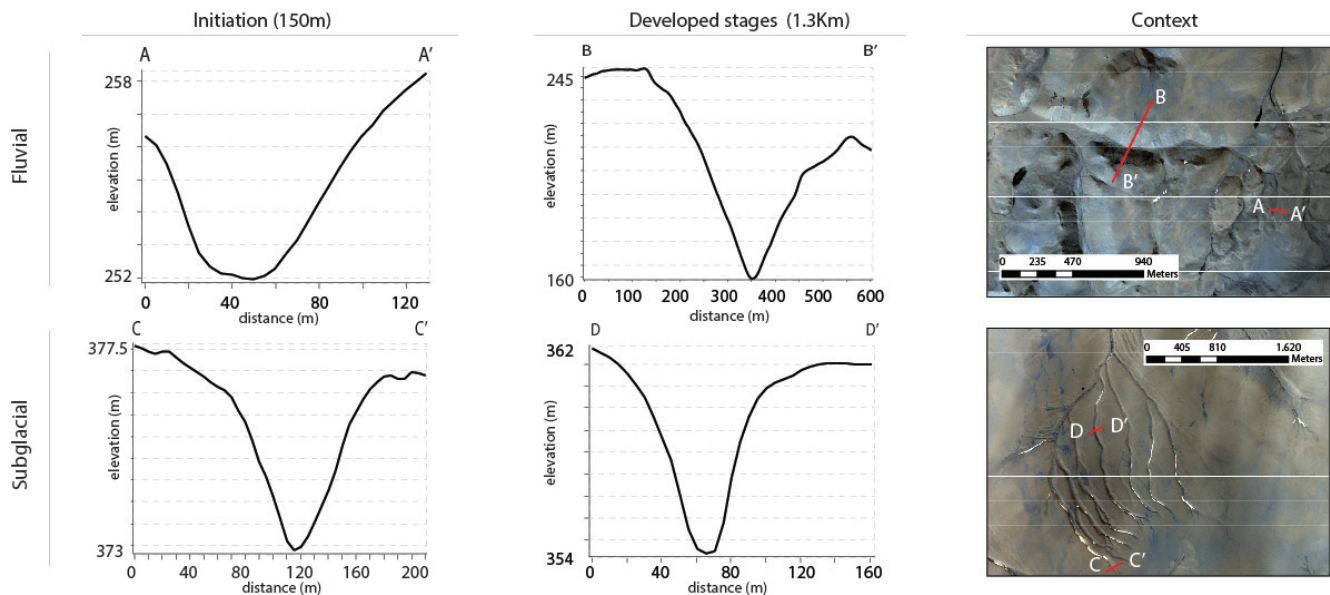 Initiation (150m)
Developed stages (1.3Km)
Context
Fluvial
A
A'
258
252
elevation (m)
0
40
80
120
distance (m)
B
B'
245
160
elevation (m)
0
100
200
300
400
500
600
distance (m)
B
B'
A
A'
0
235
470
940
Meters
Subglacial
C
C'
377.5
373
elevation (m)
0
40
80
120
160
200
distance (m)
D
D'
362
354
elevation (m)
0
40
80
120
160
distance (m)
0
405
810
1.620
Meters
D
D'
C
C'